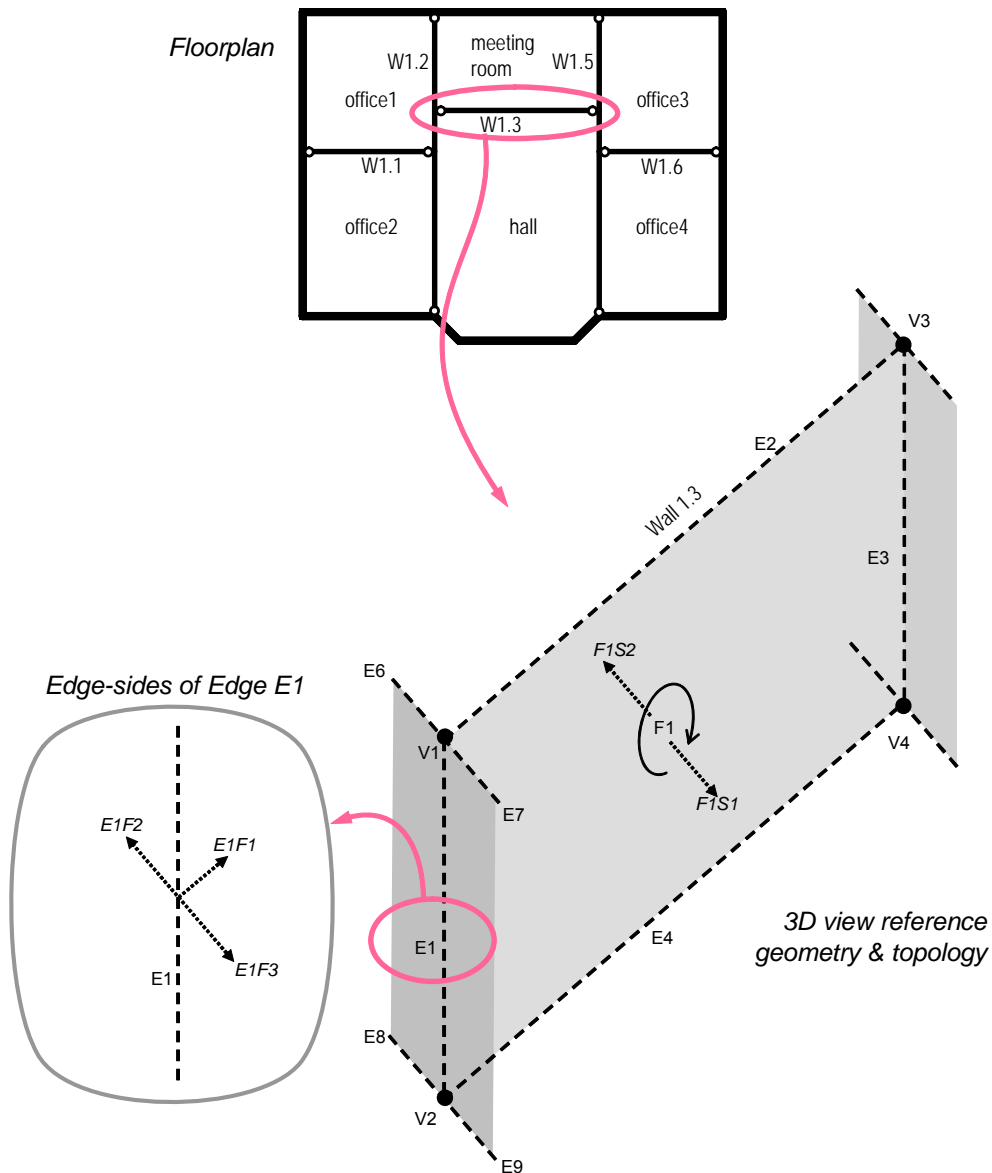 Floorplan
meeting
room
W1.2
W1.5
office1
office3
W1.3
W1.1
W1.6
office2
hall
office4
V3
E2
Wall 1.3
E3
F1S2
E6
Edge-sides of Edge E1
F1
V1
V4
F1S1
E7
E1F2
E1F1
3D view reference
geometry & topology
E4
E1
E1F3
E1
E8
V2
E9